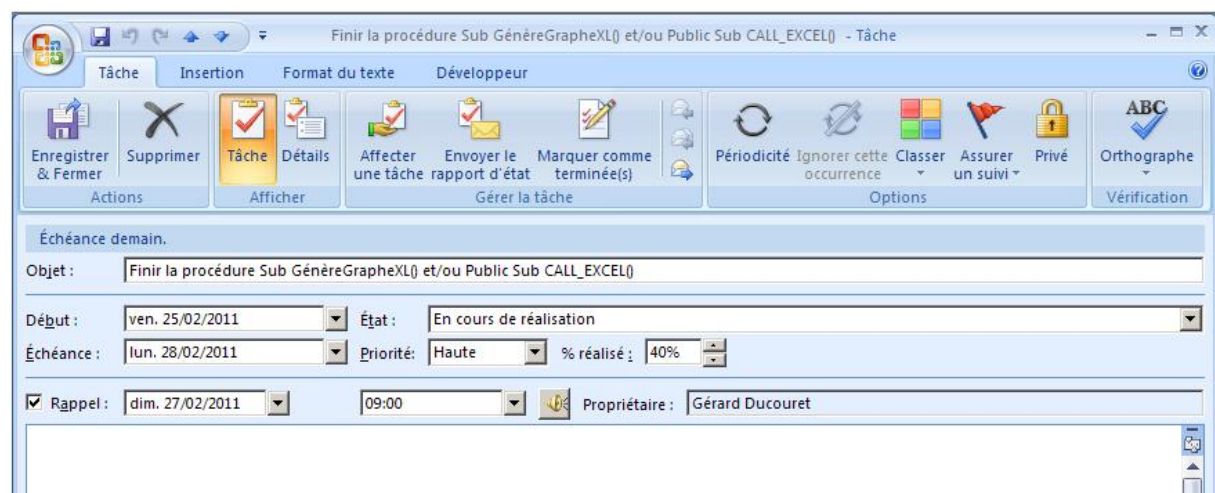 Finir la procédure Sub GénèreGrapheXL() et/ou Public Sub CALL_EXCEL() - Tâche
Tâche Insertion Format du texte Développeur
Enregistrer & Fermer
Supprimer
Actions
Tâche
Détails
Afficher
Affecter une tâche
Envoyer le rapport d'état
Marquer comme terminée(s)
Gérer la tâche
Périodicité
Ignorer cette occurrence
Classer
Assurer un suivi
Privé
Options
ABC
Orthographe
Vérification
Échéance demain.
Objet : Finir la procédure Sub GénèreGrapheXL() et/ou Public Sub CALL_EXCEL()
Début : ven. 25/02/2011 État : En cours de réalisation
Échéance : lun. 28/02/2011 Priorité: Haute % réalisé : 40%
Rappel : dim. 27/02/2011 09:00 Propriétaire : Gérard Ducouret